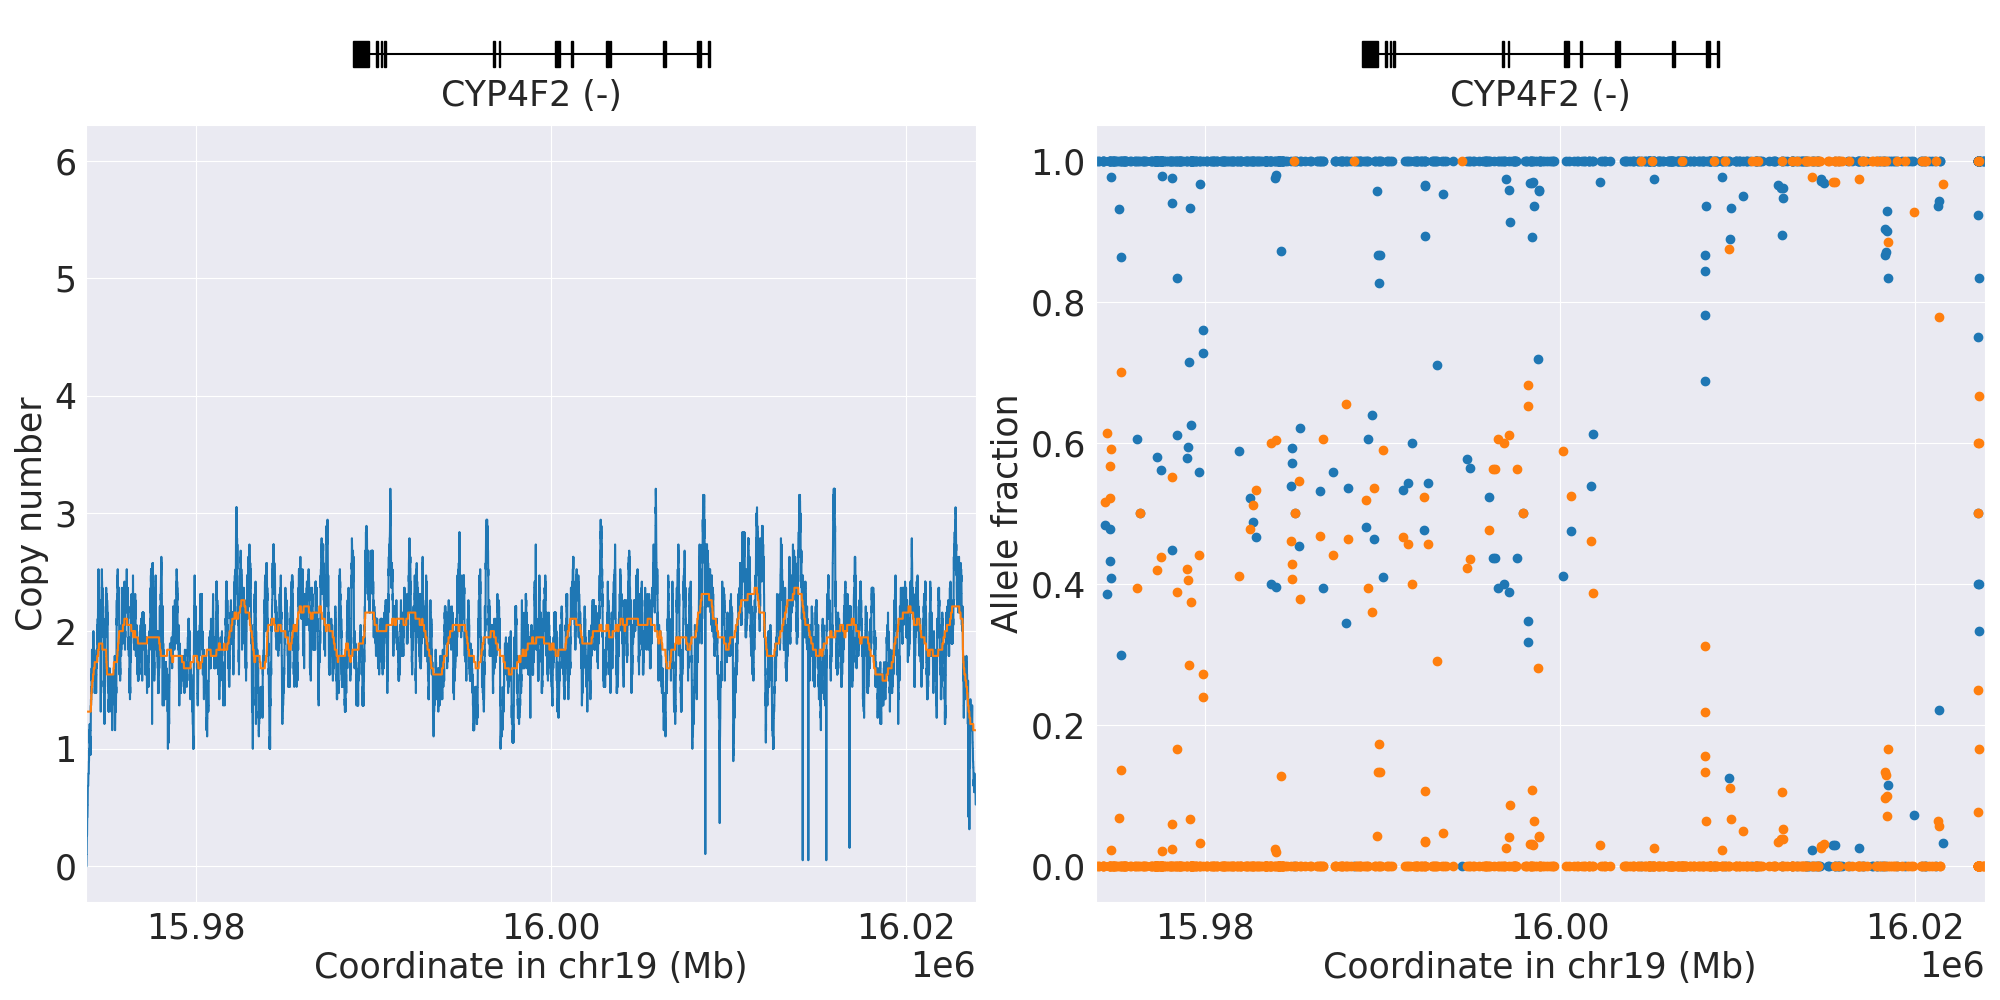 CYP4F2 (-)
6
5
4
3
2
1
0
Copy number
15.98
16.00
16.02
Coordinate in chr19 (Mb)
1e6
CYP4F2 (-)
1.0
0.8
0.6
0.4
0.2
0.0
Allele fraction
15.98
16.00
16.02
Coordinate in chr19 (Mb)
1e6